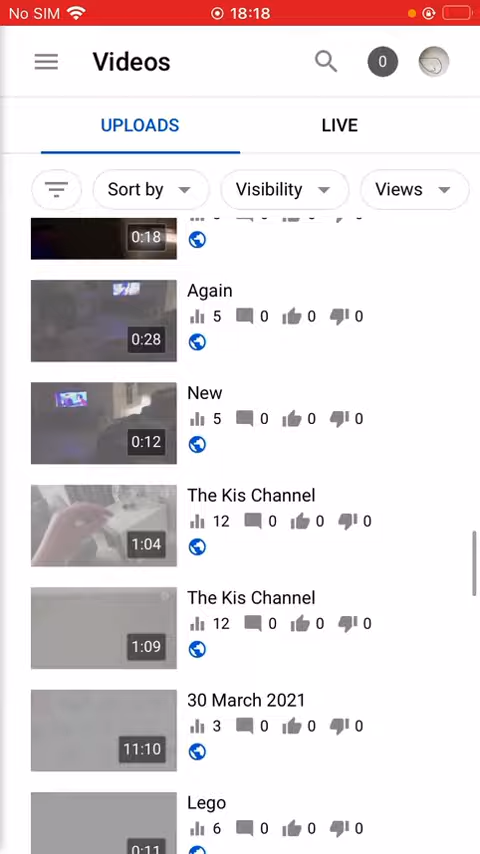 No SIM 18:18
Videos 0
UPLOADS LIVE
Sort by Visibility Views
0:18
Again
5 0 0 0
0:28
New
5 0 0 0
0:12
The Kis Channel
12 0 0 0
1:04
The Kis Channel
12 0 0 0
1:09
30 March 2021
3 0 0 0
11:10
Lego
6 0 0 0
0:11